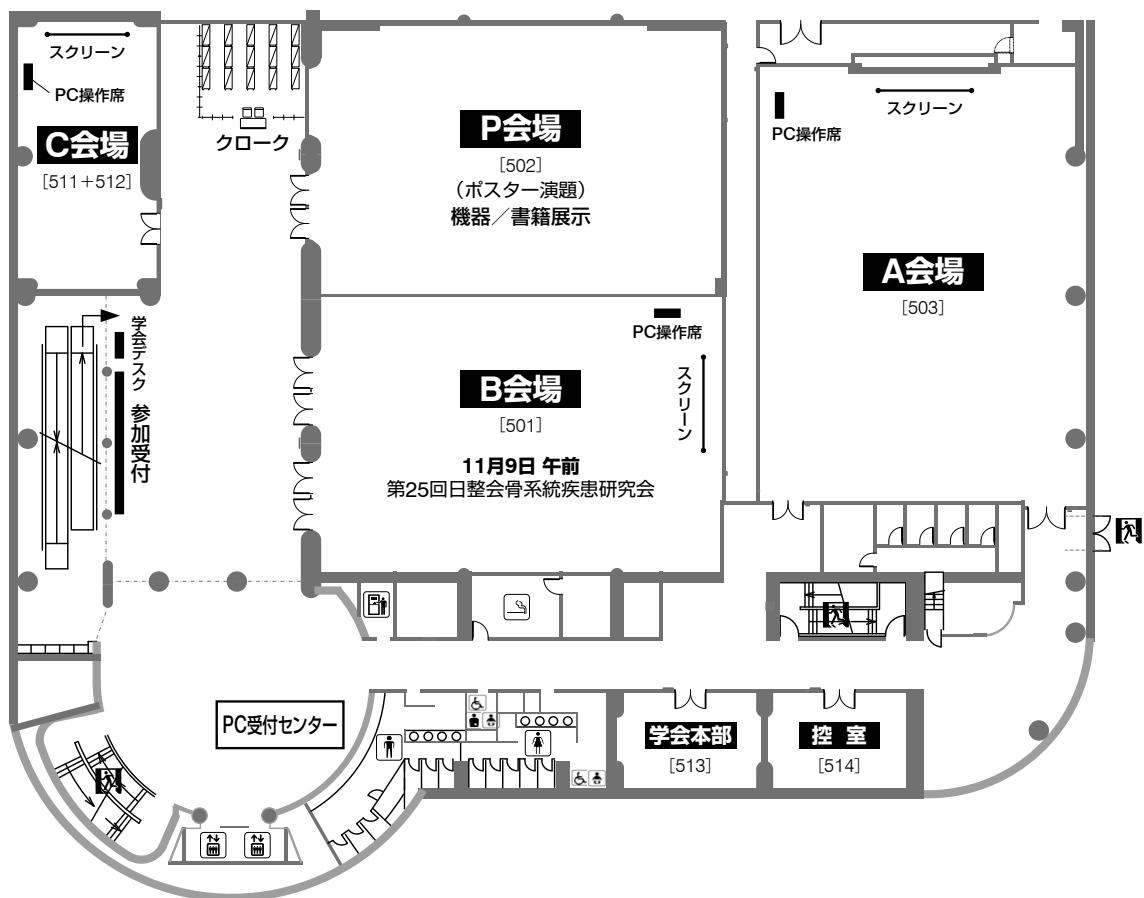 スクリーン
PC操作席
C会場
[511＋512]
クローク
P会場
[502]
（ポスター演題）
機器／書籍展示
スクリーン
PC操作席
A会場
[503]
学会デスク
参加受付
PC操作席
スクリーン
B会場
[501]
11月9日 午前
第25回日整会骨系統疾患研究会
PC受付センター
学会本部
[513]
控 室
[514]